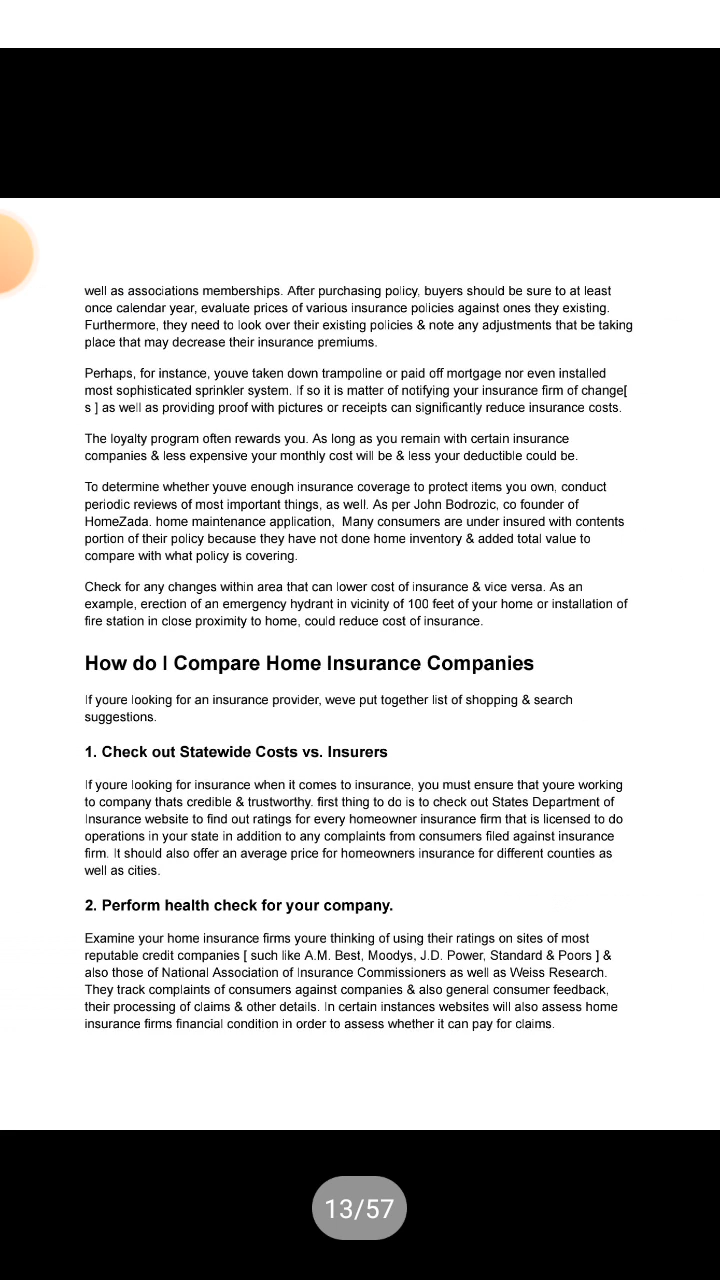 well as associations memberships. After purchasing policy, buyers should be sure to at least
once calendar year, evaluate prices of various insurance policies against ones they existing.
Furthermore, they need to look over their existing policies & note any adjustments that be taking
place that may decrease their insurance premiums.
Perhaps, for instance, youve taken down trampoline or paid off mortgage nor even installed
most sophisticated sprinkler system. If so it is matter of notifying your insurance firm of change[
s ] as well as providing proof with pictures or receipts can significantly reduce insurance costs.
The loyalty program often rewards you. As long as you remain with certain insurance
companies & less expensive your monthly cost will be & less your deductible could be.
To determine whether youve enough insurance coverage to protect items you own, conduct
periodic reviews of most important things, as well. As per John Bodrozic, co founder of
HomeZada. home maintenance application,  Many consumers are under insured with contents
portion of their policy because they have not done home inventory & added total value to
compare with what policy is covering.
Check for any changes within area that can lower cost of insurance & vice versa. As an
example, erection of an emergency hydrant in vicinity of 100 feet of your home or installation of
fire station in close proximity to home, could reduce cost of insurance.
How do I Compare Home Insurance Companies
If youre looking for an insurance provider, weve put together list of shopping & search
suggestions.
1. Check out Statewide Costs vs. Insurers
If youre looking for insurance when it comes to insurance, you must ensure that youre working
to company thats credible & trustworthy. first thing to do is to check out States Department of
Insurance website to find out ratings for every homeowner insurance firm that is licensed to do
operations in your state in addition to any complaints from consumers filed against insurance
firm. It should also offer an average price for homeowners insurance for different counties as
well as cities.
2. Perform health check for your company.
Examine your home insurance firms youre thinking of using their ratings on sites of most
reputable credit companies [ such like A.M. Best, Moodys, J.D. Power, Standard & Poors ] &
also those of National Association of Insurance Commissioners as well as Weiss Research.
They track complaints of consumers against companies & also general consumer feedback,
their processing of claims & other details. In certain instances websites will also assess home
insurance firms financial condition in order to assess whether it can pay for claims.
13/57